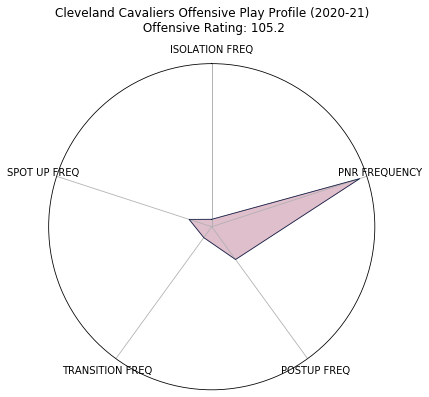 Cleveland Cavaliers Offensive Play Profile (2020-21)
Offensive Rating: 105.2
ISOLATION FREQ
SPOT UP FREQ
PNR FREQUENCY
TRANSITION FREQ
POSTUP FREQ